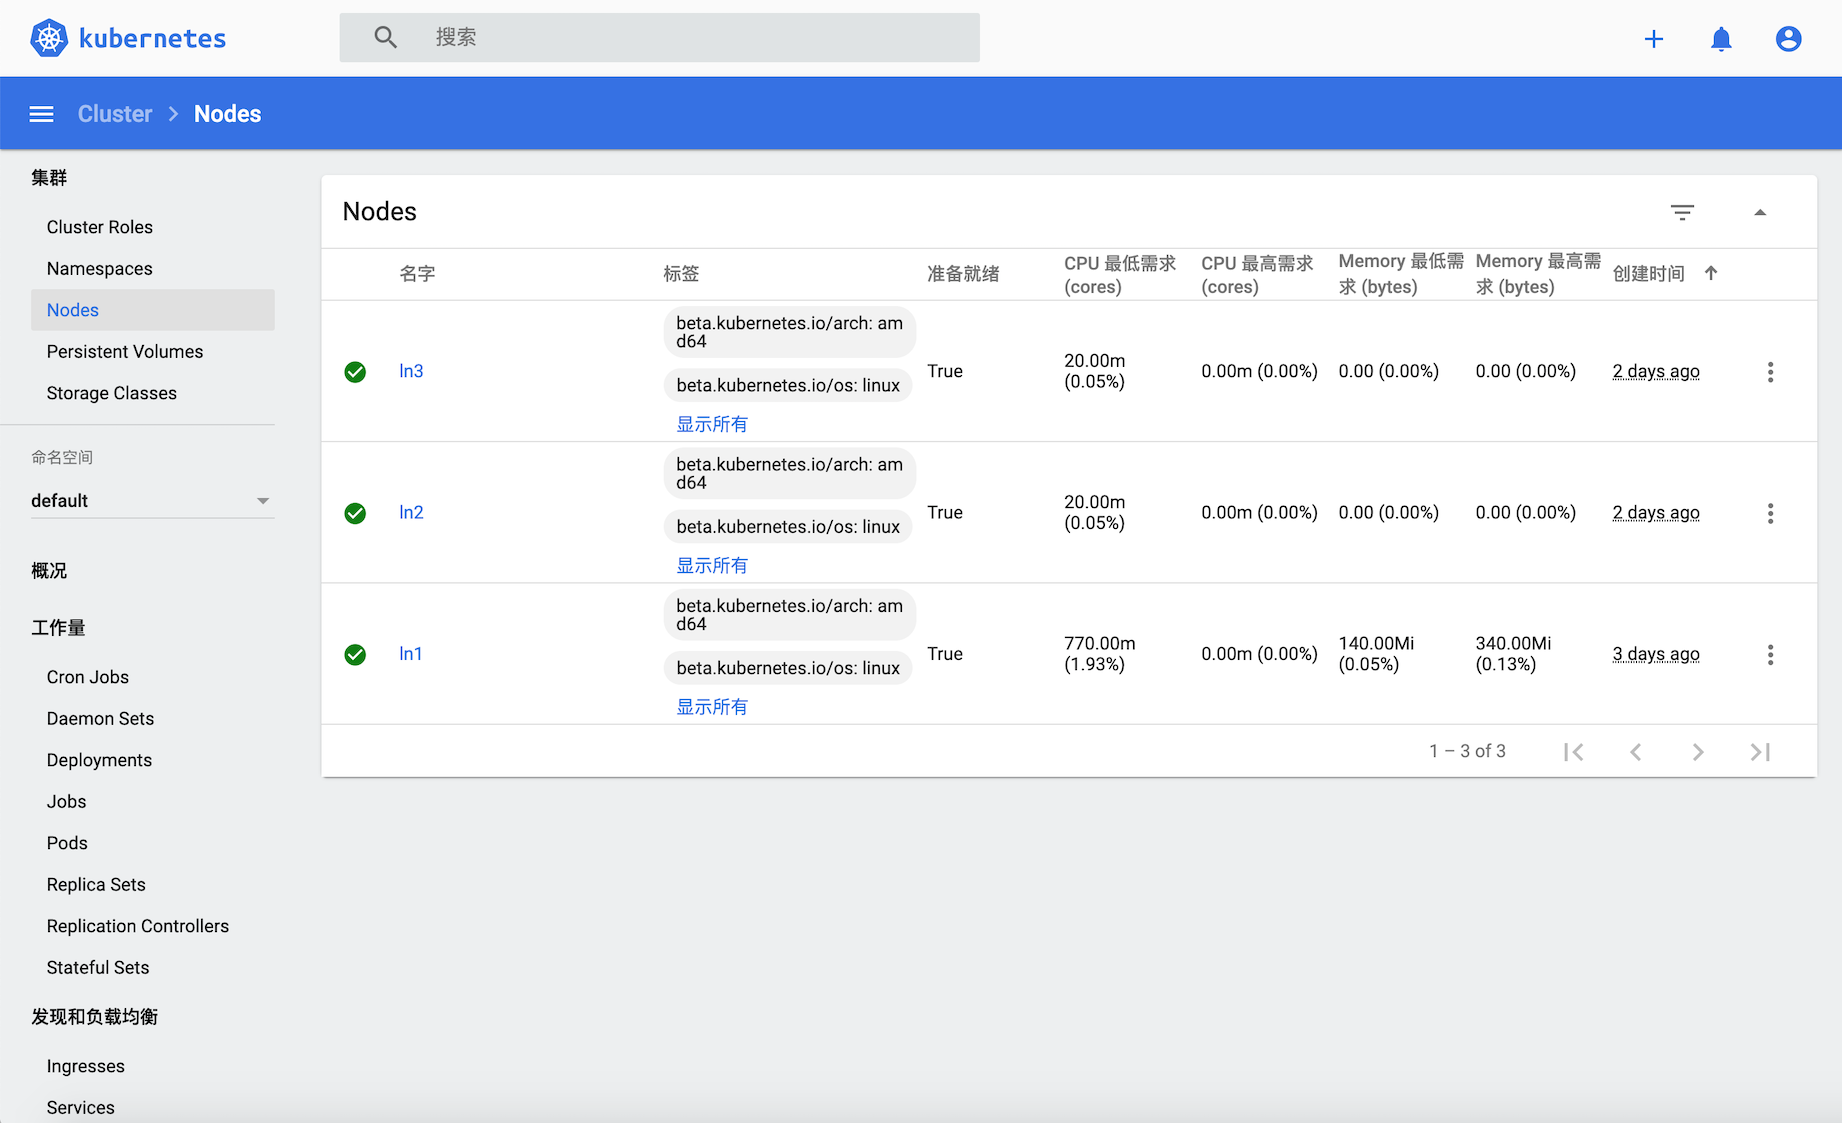 kubernetes
搜索
Cluster
Nodes
集群
Cluster Roles
Namespaces
Nodes
Persistent Volumes
Storage Classes
命名空间
default
概况
工作量
Cron Jobs
Daemon Sets
Deployments
Jobs
Pods
Replica Sets
Replication Controllers
Stateful Sets
发现和负载均衡
Ingresses
Services
Nodes
名字
标签
准备就绪
CPU 最低需求
(cores)
CPU 最高需求
(cores)
Memory 最低需
求 (bytes)
Memory 最高需
求 (bytes)
创建时间
ln3
beta.kubernetes.io/arch: am
d64
beta.kubernetes.io/os: linux
显示所有
True
20.00m
(0.05%)
0.00m (0.00%)
0.00 (0.00%)
0.00 (0.00%)
2 days ago
ln2
beta.kubernetes.io/arch: am
d64
beta.kubernetes.io/os: linux
显示所有
True
20.00m
(0.05%)
0.00m (0.00%)
0.00 (0.00%)
0.00 (0.00%)
2 days ago
ln1
beta.kubernetes.io/arch: am
d64
beta.kubernetes.io/os: linux
显示所有
True
770.00m
(1.93%)
0.00m (0.00%)
140.00Mi
(0.05%)
340.00Mi
(0.13%)
3 days ago
1 – 3 of 3